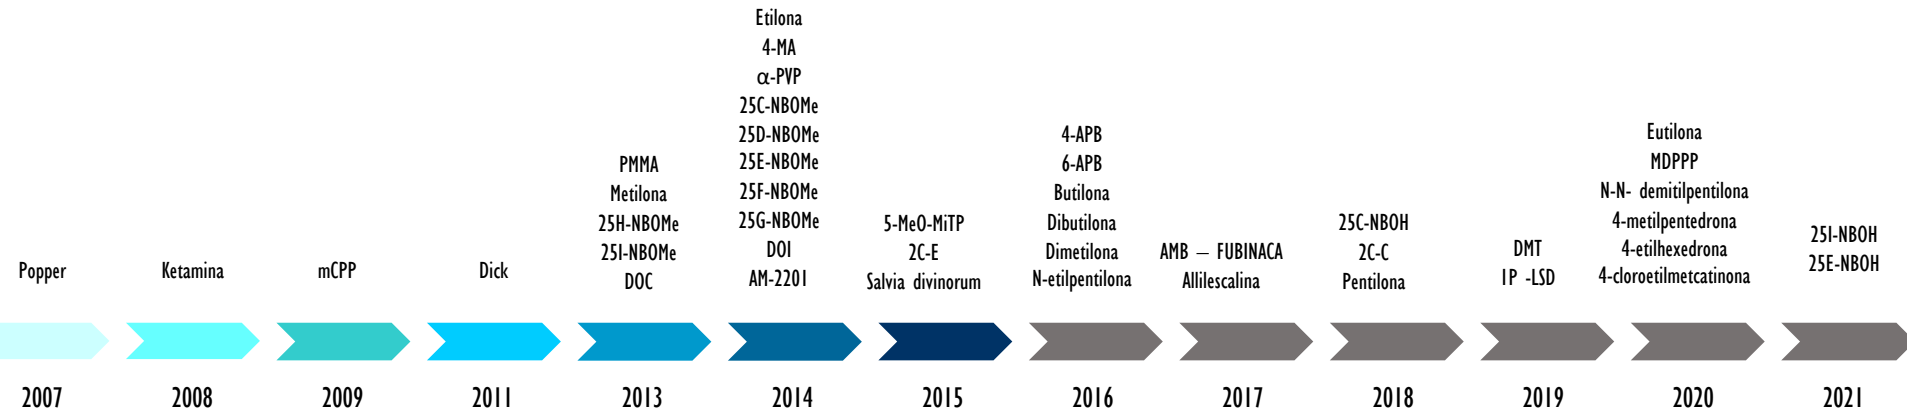 Popper
2007
Ketamina
2008
mCPP
2009
Dick
2011
PMMA
Metilona
25H-NBOMe
25I-NBOMe
DOC
2013
Etilona
4-MA
α-PVP
25C-NBOMe
25D-NBOMe
25E-NBOMe
25F-NBOMe
25G-NBOMe
DOI
AM-2201
2014
5-MeO-MiTP
2C-E
Salvia divinorum
2015
4-APB
6-APB
Butilona
Dibutilona
Dimetilona
N-etilpentilona
2016
AMB – FUBINACA
Allilescalina
2017
25C-NBOH
2C-C
Pentilona
2018
DMT
1P -LSD
2019
Eutilona
MDPPP
N-N- demitilpentilona
4-metilpentedrona
4-etilhexedrona
4-cloroetilmetcatinona
2020
25I-NBOH
25E-NBOH
2021